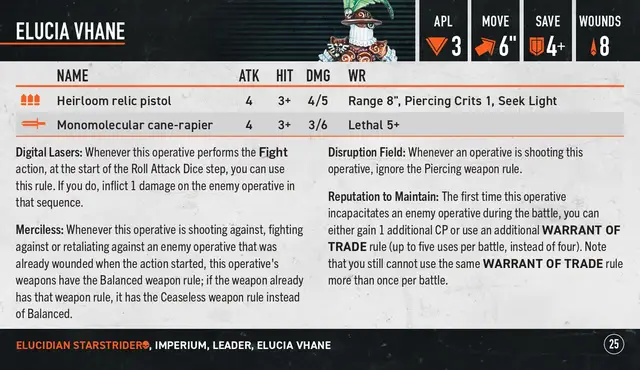 ELUCIA VHANE
APL MOVE SAVE WOUNDS
3 6" 4+ 8
NAME ATK HIT DMG WR
Heirloom relic pistol 4 3+ 4/5 Range 8", Piercing Crits 1, Seek Light
Monomolecular cane-rapier 4 3+ 3/6 Lethal 5+
Digital Lasers: Whenever this operative performs the Fight
action, at the start of the Roll Attack Dice step, you can use
this rule. If you do, inflict 1 damage on the enemy operative in
that sequence.
Merciless: Whenever this operative is shooting against, fighting
against or retaliating against an enemy operative that was
already wounded when the action started, this operative's
weapons have the Balanced weapon rule; if the weapon already
has that weapon rule, it has the Ceaseless weapon rule instead
of Balanced.
Disruption Field: Whenever an operative is shooting this
operative, ignore the Piercing weapon rule.
Reputation to Maintain: The first time this operative
incapacitates an enemy operative during the battle, you can
either gain 1 additional CP or use an additional WARRANT OF
TRADE rule (up to five uses per battle, instead of four). Note
that you still cannot use the same WARRANT OF TRADE rule
more than once per battle.
ELUCIDIAN STARSTRIDER, IMPERIUM, LEADER, ELUCIA VHANE
25